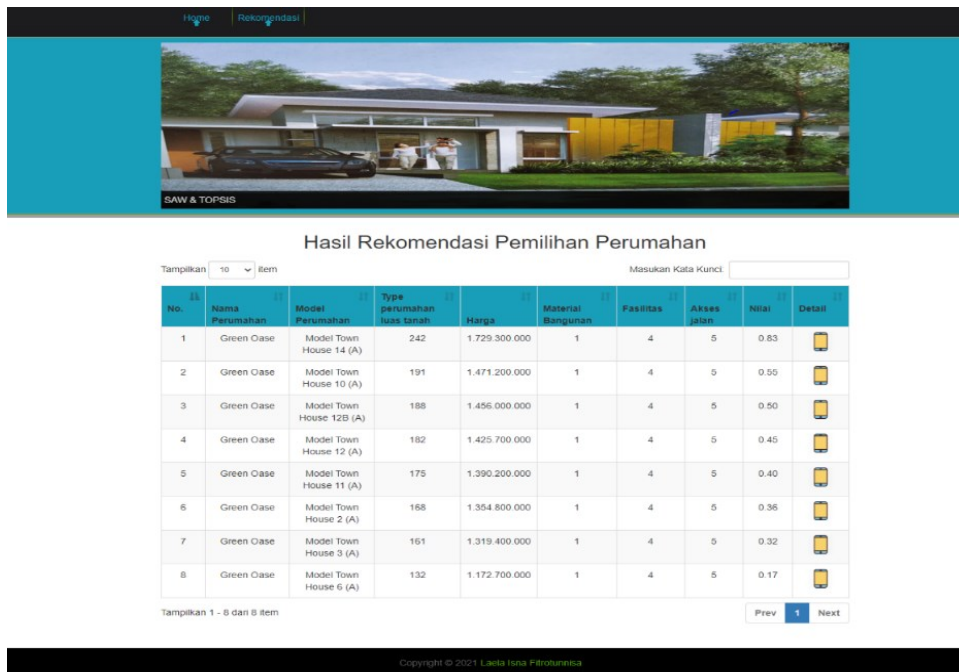 Home Rekomendasi
SAW & TOPSIS
Hasil Rekomendasi Pemilihan Perumahan
Tampilkan 10 item Masukan Kata Kunci:
No. Nama Perumahan Model Perumahan Type perumahan luas tanah Harga Material Bangunan Fasilitas Akses jalan Nilai Detail
1 Green Oase Model Town House 14 (A) 242 1.729.300.000 1 4 5 0.83
2 Green Oase Model Town House 10 (A) 191 1.471.200.000 1 4 5 0.55
3 Green Oase Model Town House 12B (A) 188 1.456.000.000 1 4 5 0.50
4 Green Oase Model Town House 12 (A) 182 1.425.700.000 1 4 5 0.45
5 Green Oase Model Town House 11 (A) 175 1.390.200.000 1 4 5 0.40
6 Green Oase Model Town House 2 (A) 168 1.354.800.000 1 4 5 0.36
7 Green Oase Model Town House 3 (A) 161 1.319.400.000 1 4 5 0.32
8 Green Oase Model Town House 6 (A) 132 1.172.700.000 1 4 5 0.17
Tampilkan 1 - 8 dari 8 item Prev 1 Next
Copyright © 2021 Laela Isna Fitrotunnisa